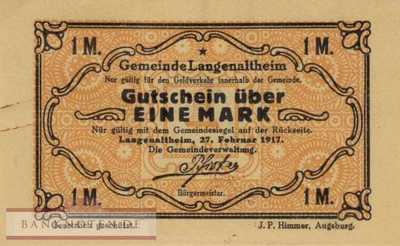 1 M. 1 M.
★
Gemeinde Langenaltheim
Nur gültig für den Geldverkehr innerhalb der Gemeinde.
Gutschein über
EINE MARK
Nur gültig mit dem Gemeindesiegel auf der Rückseite.
Langenaltheim, 27. Februar 1917.
Die Gemeindeverwaltung.
Bürgermeister.
1 M. 1 M.
Gesetzlich geschützt.
J. P. Himmer, Augsburg.